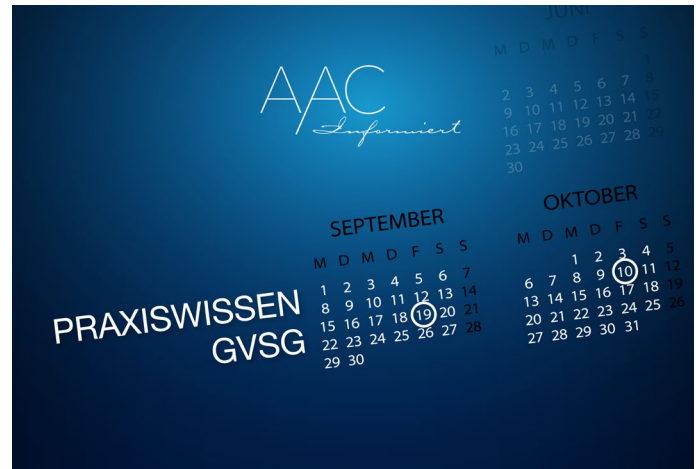 JUNI
M D M D F S S
1
2 3 4 5 6 7 8
9 10 11 12 13 14 15
16 17 18 19 20 21 22
23 24 25 26 27 28 29
30
AAC
Informiert
SEPTEMBER
M D M D F S S
1 2 3 4 5 6 7
8 9 10 11 12 13 14
15 16 17 18 19 20 21
22 23 24 25 26 27 28
29 30
OKTOBER
M D M D F S S
1 2 3 4 5
6 7 8 9 10 11 12
13 14 15 16 17 18 19
20 21 22 23 24 25 26
27 28 29 30 31
PRAXISWISSEN
GVSG